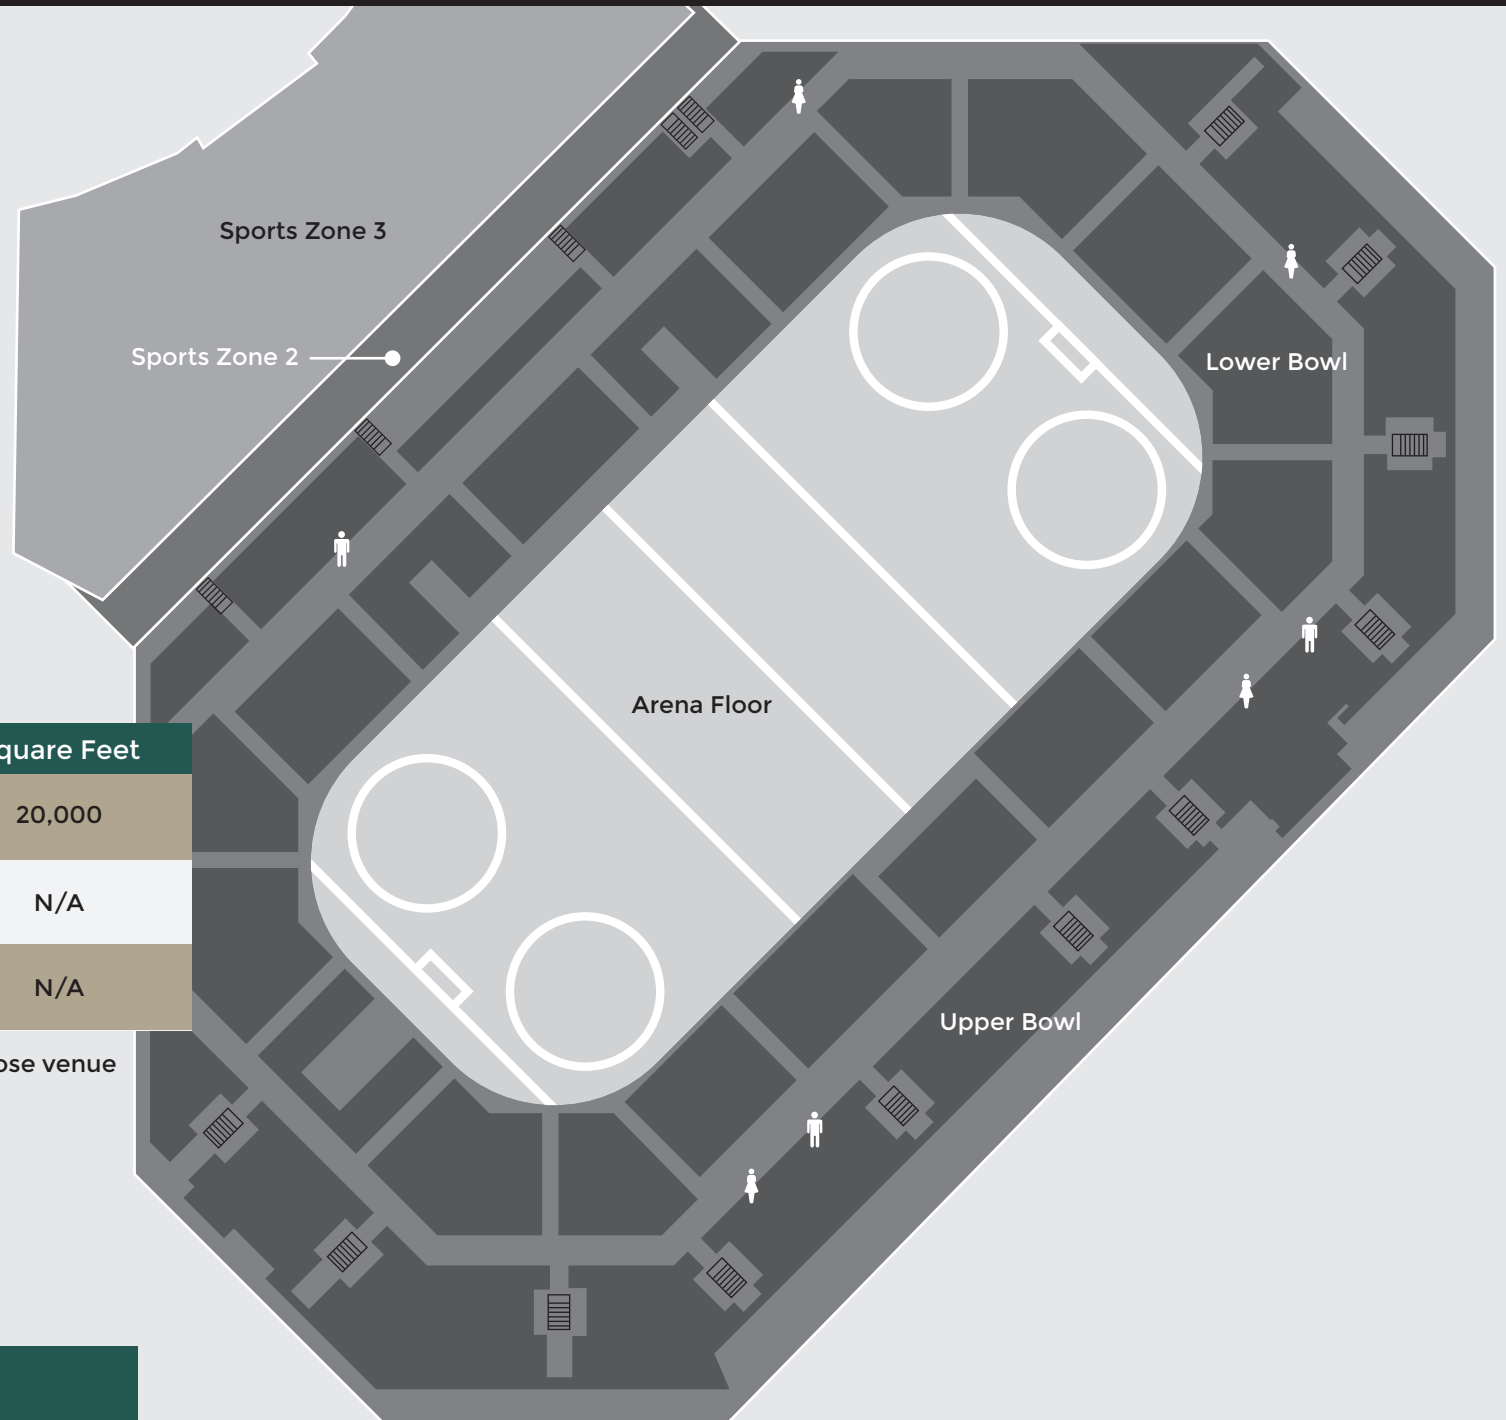 Sports Zone 3
Sports Zone 2
Lower Bowl
Arena Floor
quare Feet
20,000
N/A
N/A
Upper Bowl
ose venue